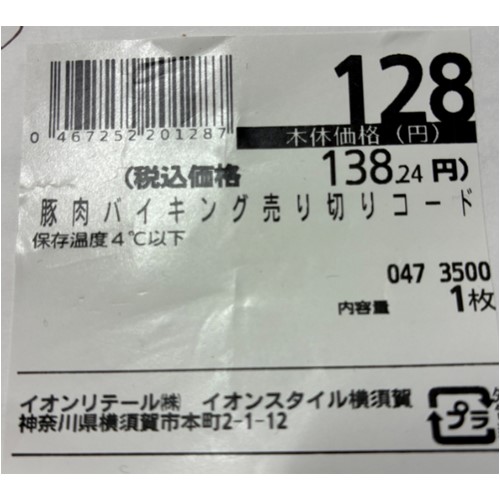 128
0 467252 201287
本体価格(円)
(税込価格 138.24 円)
豚肉バイキング売り切りコード
保存温度4℃以下
047 3500
内容量 1枚
イオンリテール㈱ イオンスタイル横須賀
神奈川県横須賀市本町2-1-12
プラ